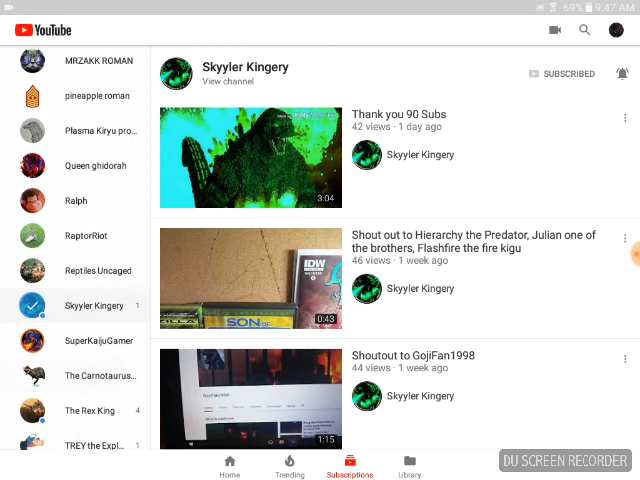 69% 9:47 AM
YouTube
MRZAKK ROMAN
pineapple roman
Plasma Kiryu pro...
Queen ghidorah
Ralph
RaptorRiot
Reptiles Uncaged
Skyyler Kingery 1
SuperKaijuGamer
The Carnotaurus...
The Rex King 4
TREY the Expl... 1
Skyyler Kingery
View channel
SUBSCRIBED
3:04
Thank you 90 Subs
42 views · 1 day ago
Skyyler Kingery
IDW
SON OF
0:43
Shout out to Hierarchy the Predator, Julian one of
the brothers, Flashfire the fire kigu
46 views · 1 week ago
Skyyler Kingery
1:15
Shoutout to GojiFan1998
44 views · 1 week ago
Skyyler Kingery
Home Trending Subscriptions Library
DU SCREEN RECORDER